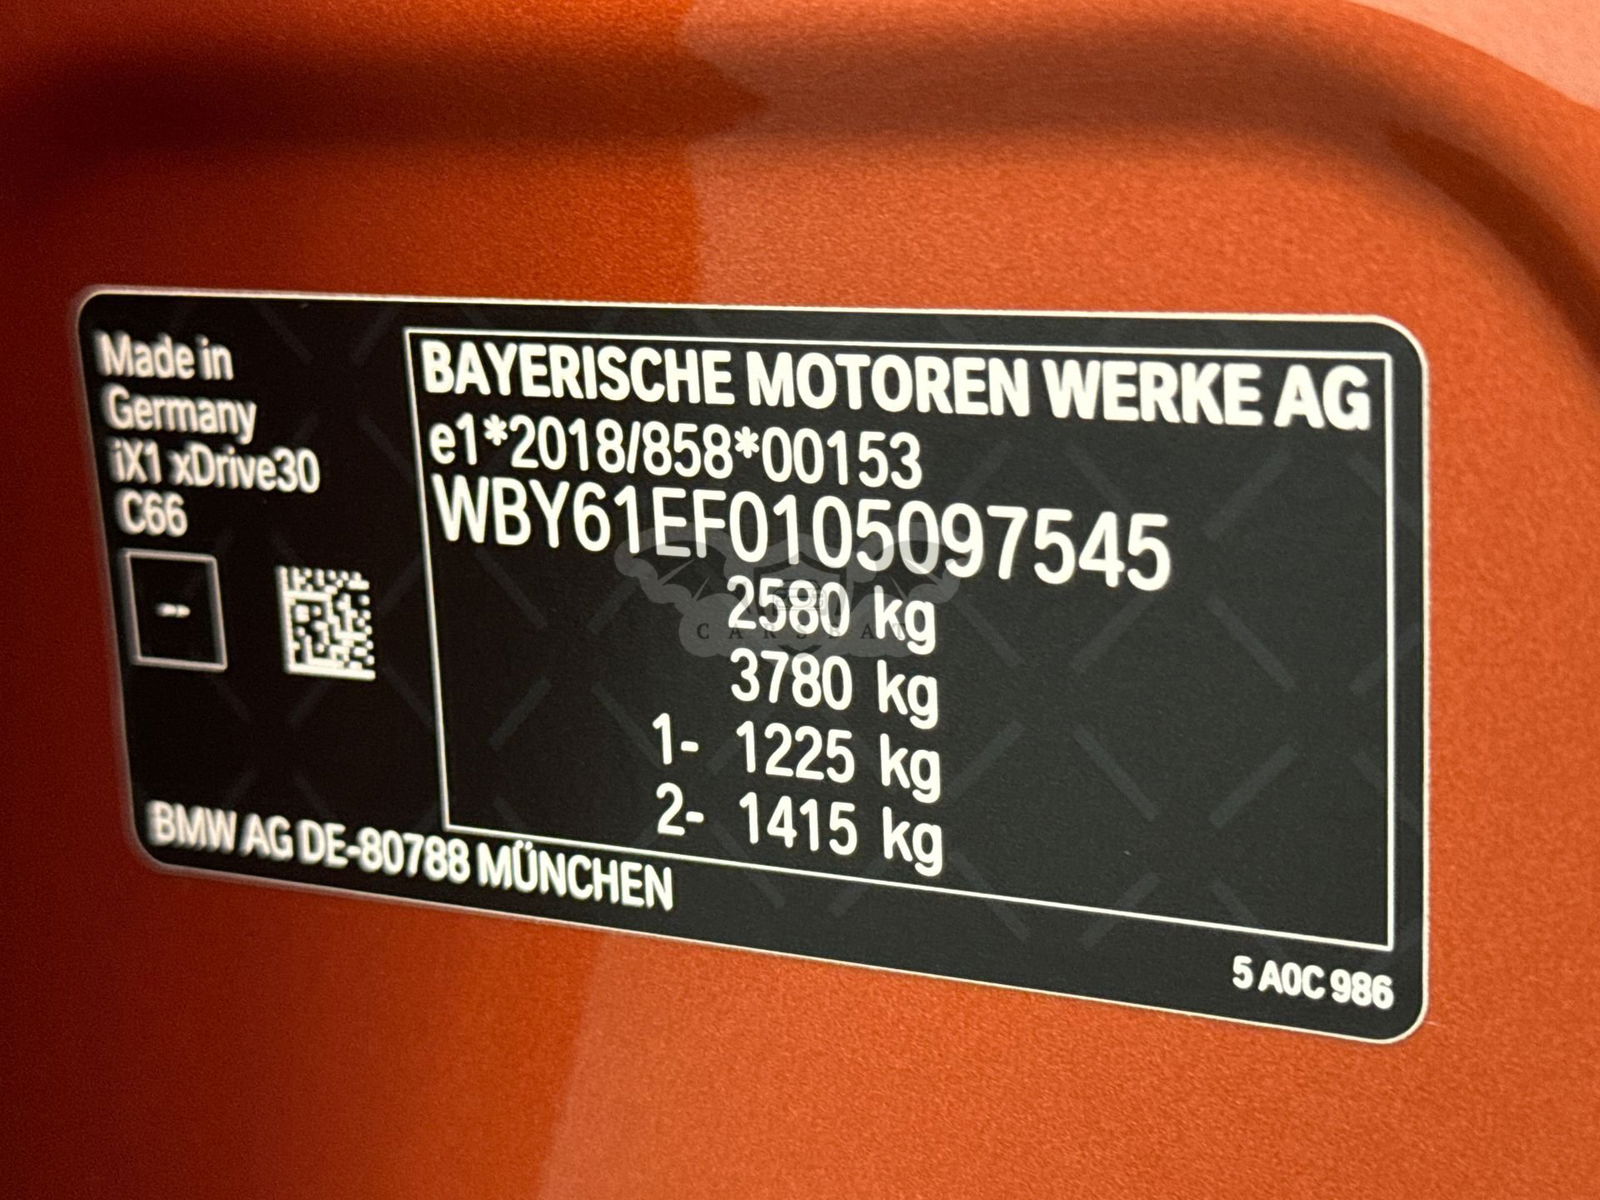 Made in
Germany
iX1 xDrive30
C66
--
BAYERISCHE MOTOREN WERKE AG
e1*2018/858*00153
WBY61EF0105097545
2580 kg
3780 kg
1- 1225 kg
2- 1415 kg
BMW AG DE-80788 MÜNCHEN
5 A0C 986